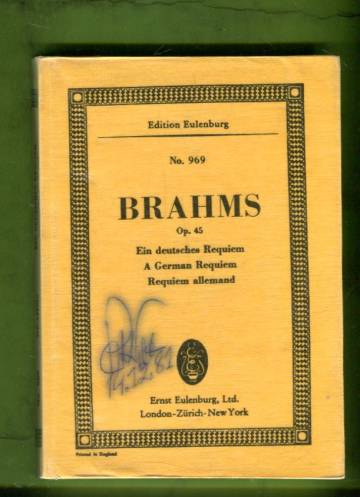 Edition Eulenburg
No. 969
BRAHMS
Op. 45
Ein deutsches Requiem
A German Requiem
Requiem allemand
Ernst Eulenburg, Ltd.
London-Zürich-New York
Printed in England